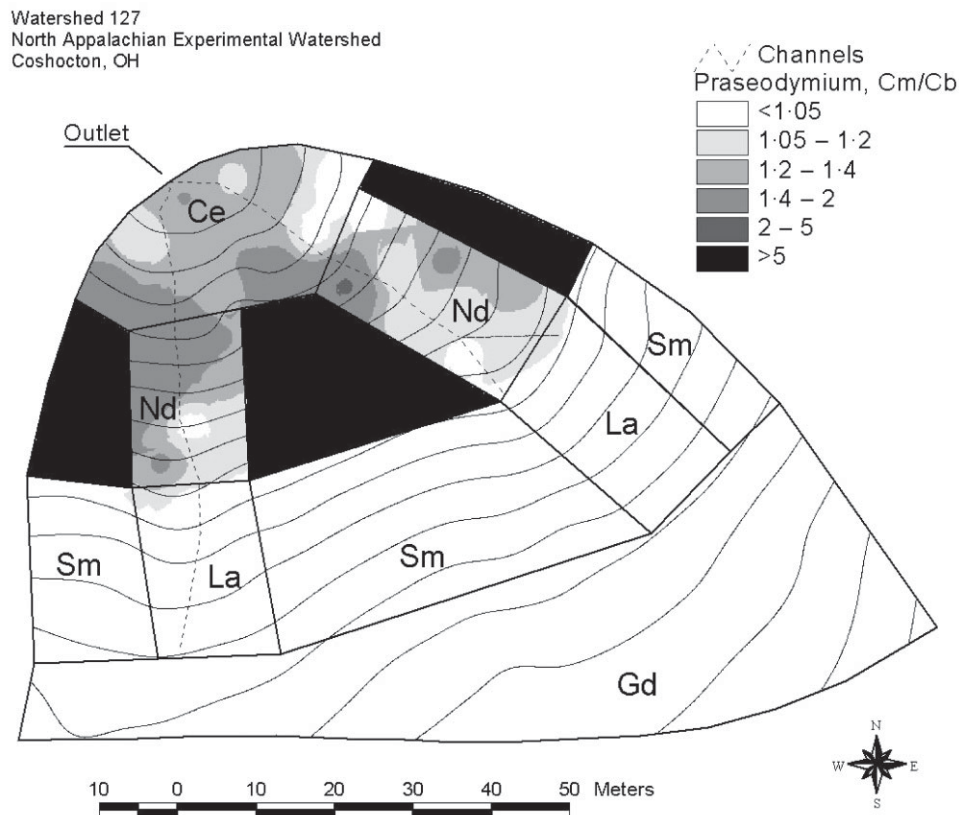 Watershed 127
North Appalachian Experimental Watershed
Coshocton, OH
Channels
Praseodymium, Cm/Cb
<1·05
1·05 – 1·2
1·2 – 1·4
1·4 – 2
2 – 5
>5
Outlet
Ce
Nd
Sm
Nd
La
Sm
La
Sm
Gd
N
W E
S
10 0 10 20 30 40 50 Meters